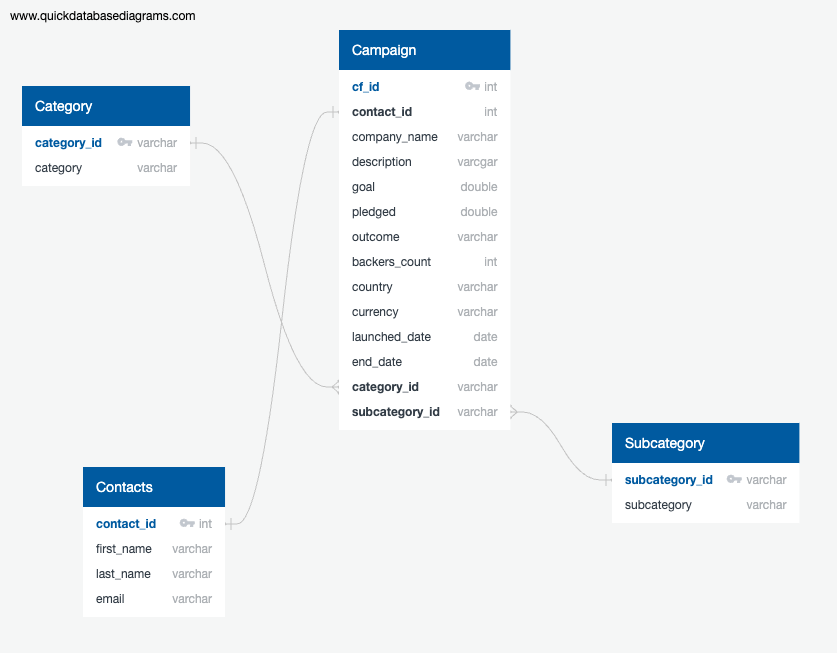 www.quickdatabasediagrams.com
Campaign
cf_id int
contact_id int
company_name varchar
description varcgar
goal double
pledged double
outcome varchar
backers_count int
country varchar
currency varchar
launched_date date
end_date date
category_id varchar
subcategory_id varchar
Category
category_id varchar
category varchar
Contacts
contact_id int
first_name varchar
last_name varchar
email varchar
Subcategory
subcategory_id varchar
subcategory varchar